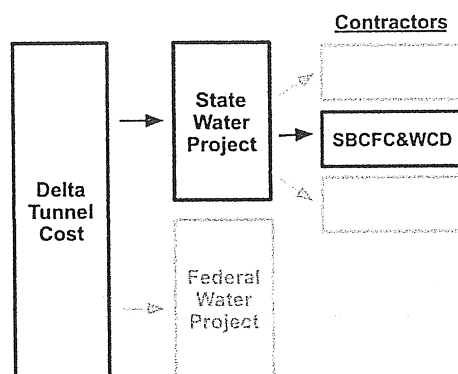 Contractors
State
Water
Project
SBCFC&WCD
Delta
Tunnel
Cost
Federal
Water
Project